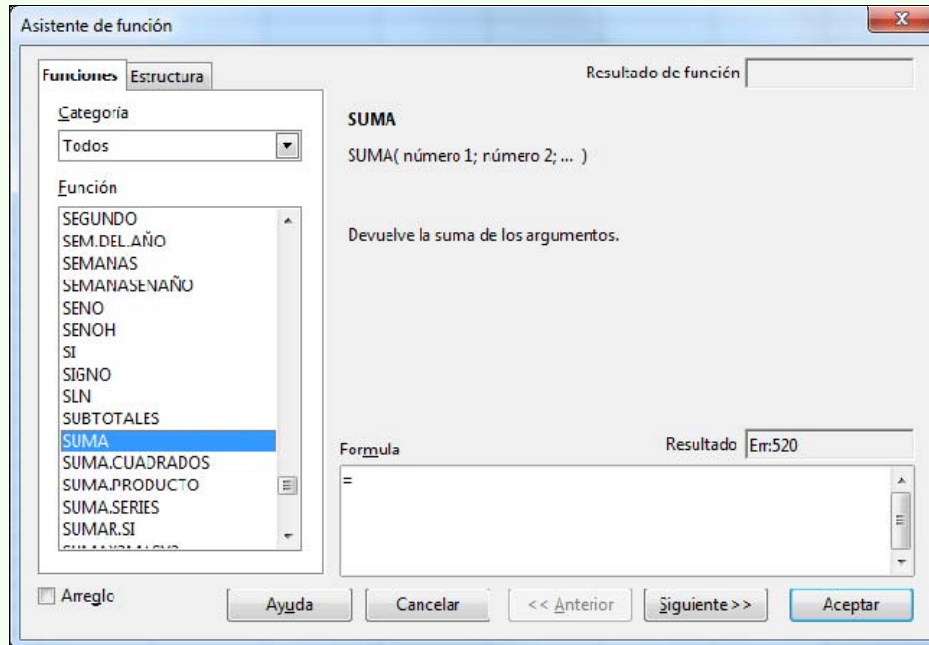 Asistente de función
Funciones Estructura
Resultado de función
Categoría
Todos
Función
SEGUNDO
SEM.DEL.AÑO
SEMANAS
SEMANASENAÑO
SENO
SENOH
SI
SIGNO
SLN
SUBTOTALES
SUMA
SUMA.CUADRADOS
SUMA.PRODUCTO
SUMA.SERIES
SUMAR.SI
SUMA
SUMA( número 1; número 2; ... )
Devuelve la suma de los argumentos.
Formula
Resultado Err:520
=
Arreglo
Ayuda
Cancelar
<< Anterior
Siguiente >>
Aceptar